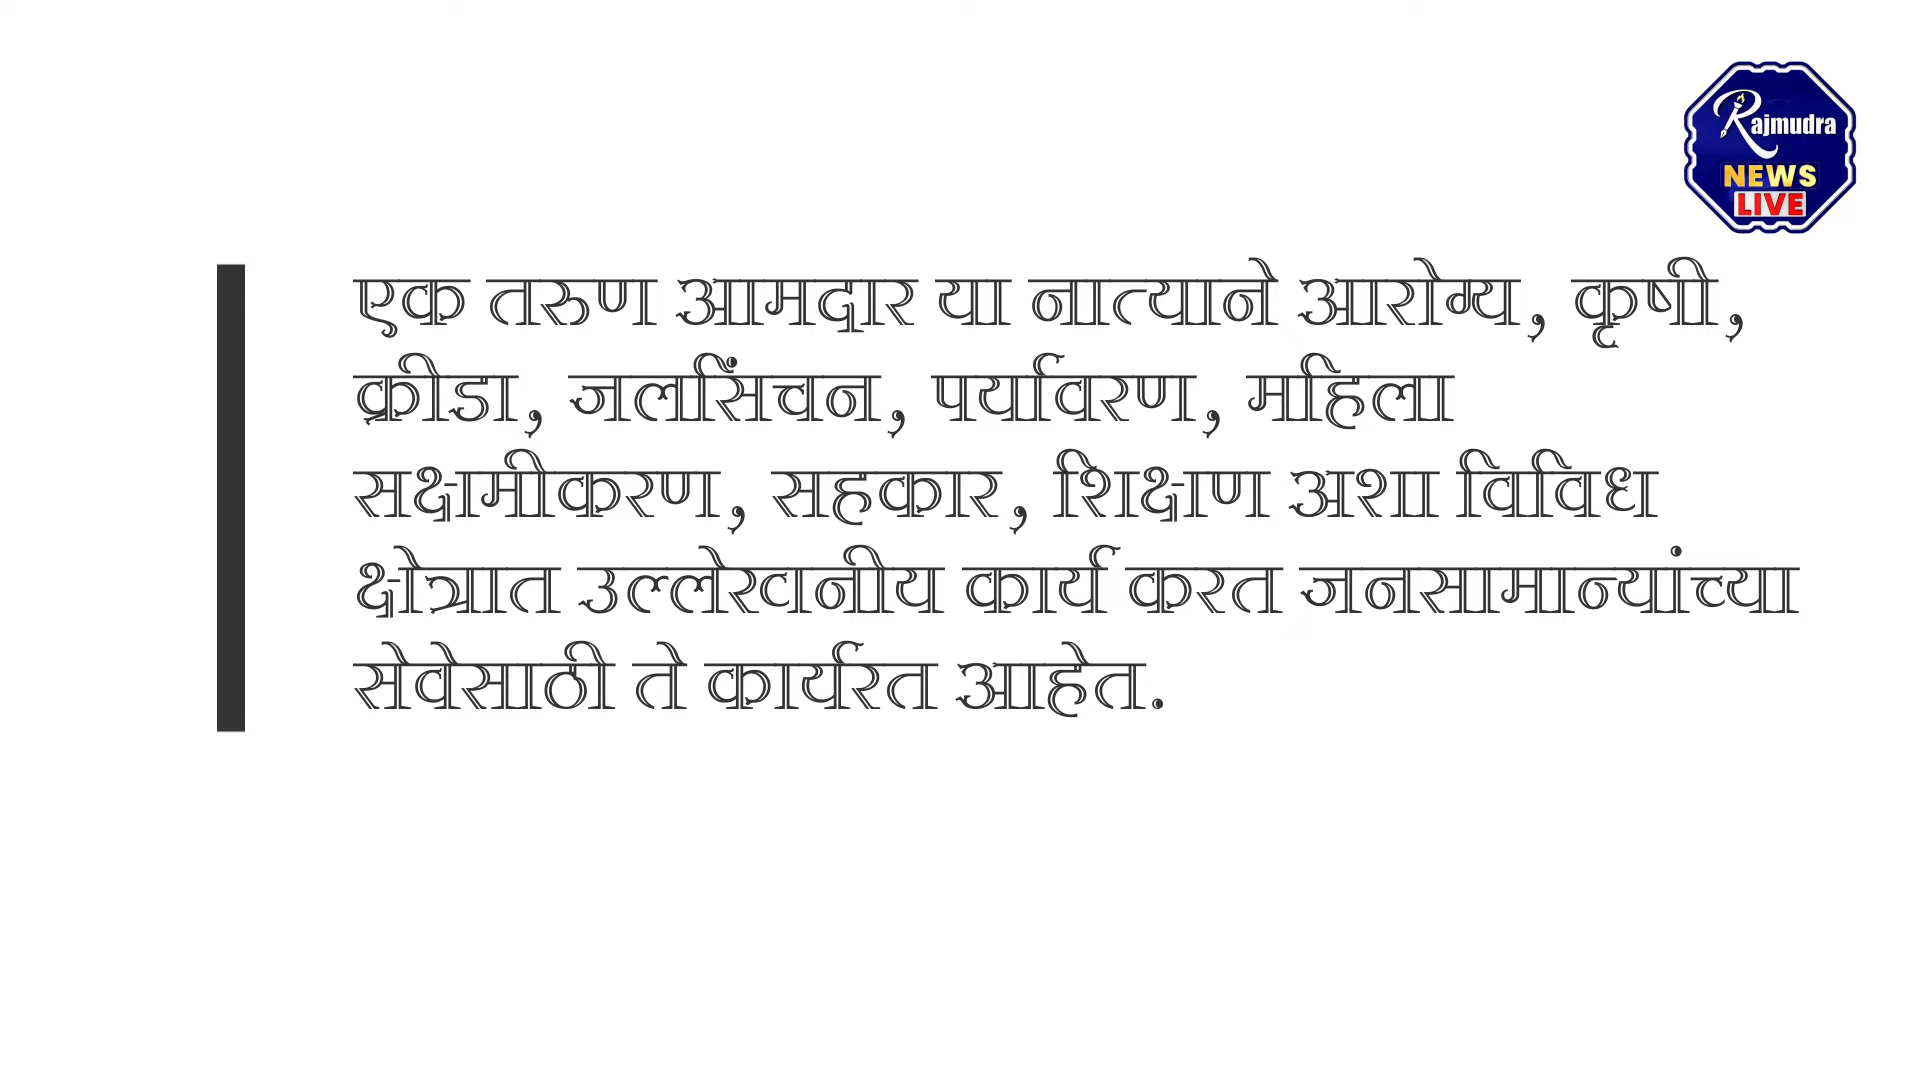 Rajmudra
NEWS
LIVE
एक तरुण आमदार या नात्याने आरोग्य, कृषी,
क्रीडा, जलसिंचन, पर्यावरण, महिला
सक्षमीकरण, सहकार, शिक्षण अशा विविध
क्षेत्रात उल्लेखनीय कार्य करत जनसामान्यांच्या
सेवेसाठी ते कार्यरत आहेत.